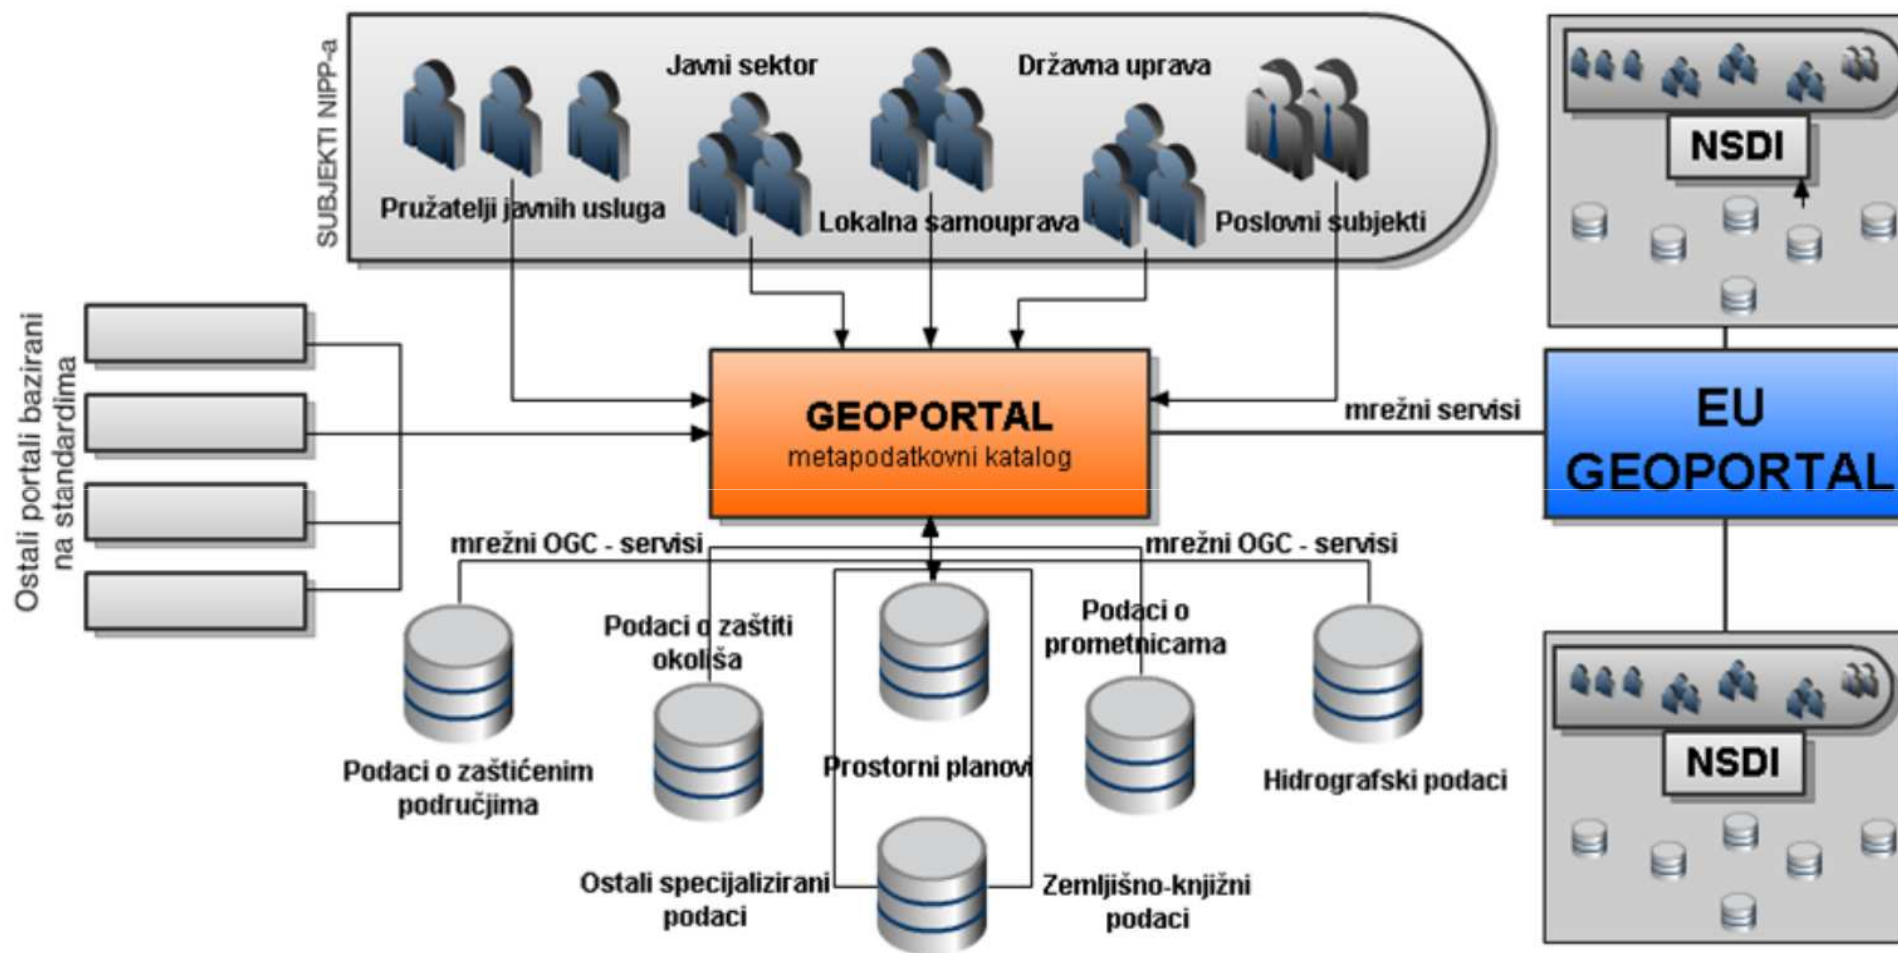 SUBJEKTI NIPP-a
Javni sektor
Državna uprava
Pružatelji javnih usluga
Lokalna samouprava
Poslovni subjekti
NSDI
Ostali portali bazirani
na standardima
GEOPORTAL
metapodatkovni katalog
mrežni servisi
EU
GEOPORTAL
mrežni OGC - servisi
mrežni OGC - servisi
Podaci o zaštiti
okoliša
Podaci o
prometnicama
Podaci o zaštićenim
područjima
Prostorni planovi
Hidrografski podaci
NSDI
Ostali specijalizirani
podaci
Zemljišno-knjižni
podaci